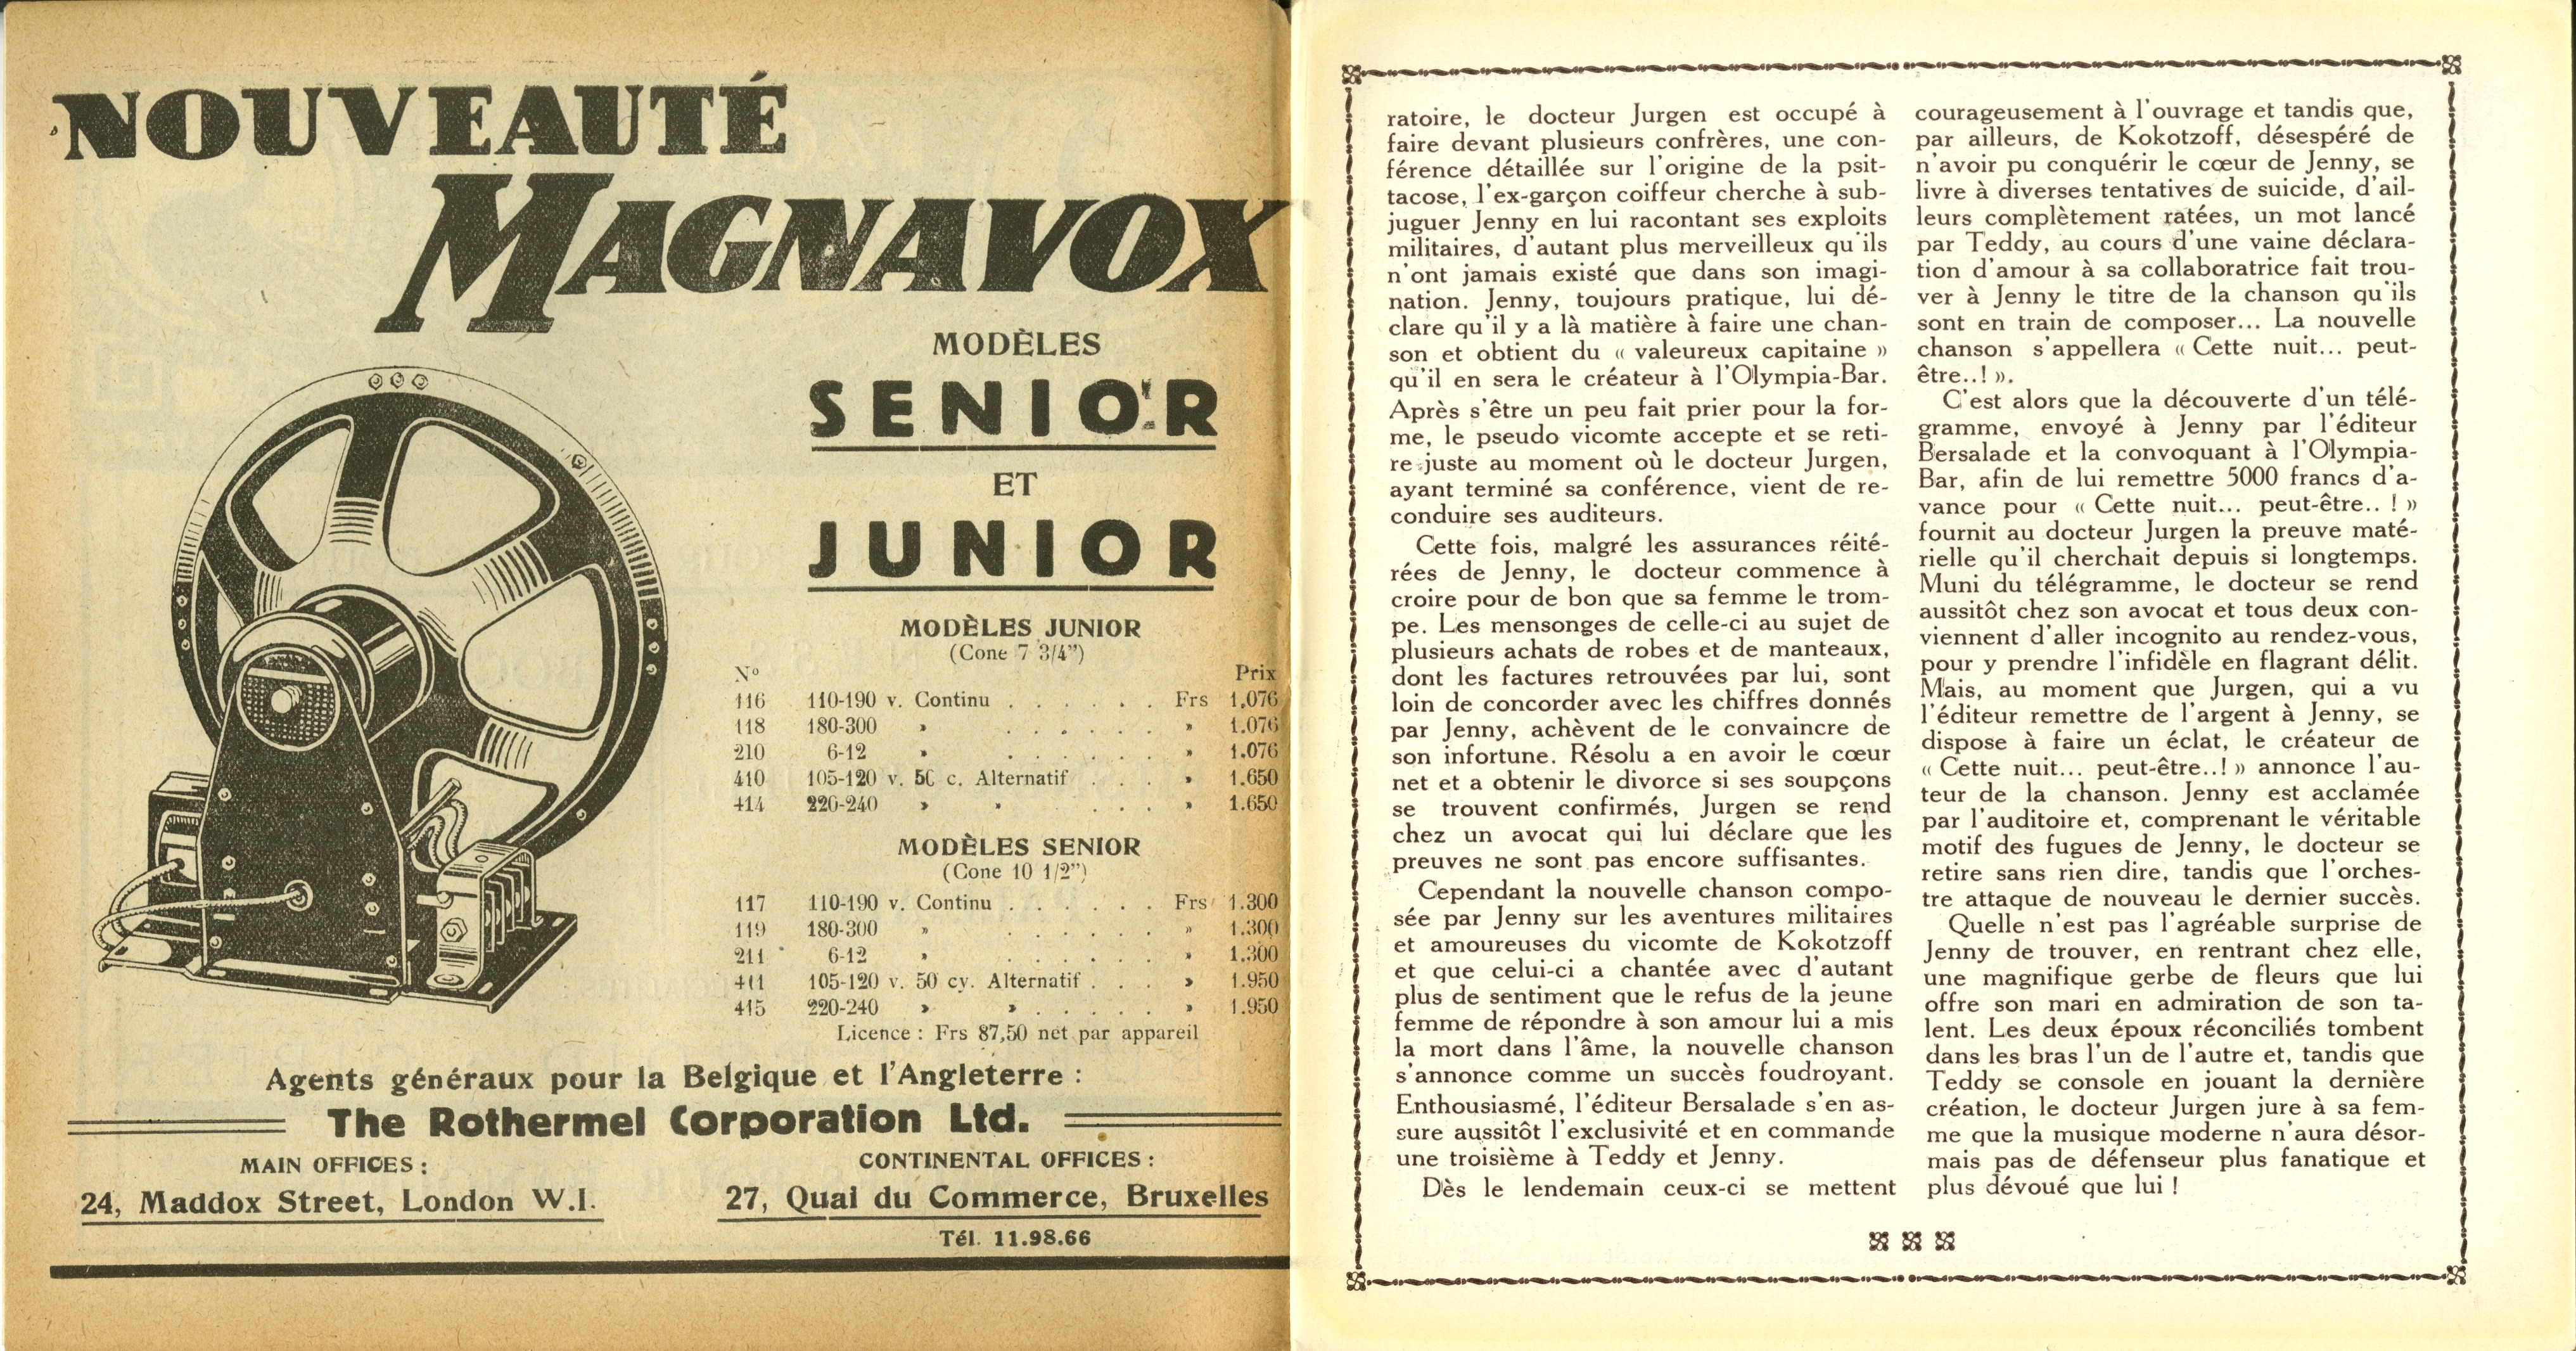 NOUVEAUTÉ
MAGNAVOX
MODÈLES
SENIOR
ET
JUNIOR
MODÈLES JUNIOR
(Cone 7 3/4")
No Prix
116 110-190 v. Continu . . . . . . Frs 1.076
118 180-300 » . . . . . . » 1.076
210 6-12 » . . . . . . » 1.076
410 105-120 v. 50 c. Alternatif . . . » 1.650
414 220-240 » » . . . » 1.650
MODÈLES SENIOR
(Cone 10 1/2")
117 110-190 v. Continu . . . . . . Frs 1.300
119 180-300 » . . . . . . » 1.300
211 6-12 » . . . . . . » 1.300
411 105-120 v. 50 cy. Alternatif . . . » 1.950
415 220-240 » » . . . . . » 1.950
Licence : Frs 87,50 net par appareil
Agents généraux pour la Belgique et l'Angleterre :
The Rothermel Corporation Ltd.
MAIN OFFICES :
24, Maddox Street, London W.I.
CONTINENTAL OFFICES :
27, Quai du Commerce, Bruxelles
Tél. 11.98.66
ratoire, le docteur Jurgen est occupé à
faire devant plusieurs confrères, une con-
férence détaillée sur l'origine de la psit-
tacose, l'ex-garçon coiffeur cherche à sub-
juguer Jenny en lui racontant ses exploits
militaires, d'autant plus merveilleux qu'ils
n'ont jamais existé que dans son imagi-
nation. Jenny, toujours pratique, lui dé-
clare qu'il y a là matière à faire une chan-
son et obtient du « valeureux capitaine »
qu'il en sera le créateur à l'Olympia-Bar.
Après s'être un peu fait prier pour la for-
me, le pseudo vicomte accepte et se reti-
re juste au moment où le docteur Jurgen,
ayant terminé sa conférence, vient de re-
conduire ses auditeurs.
Cette fois, malgré les assurances réité-
rées de Jenny, le docteur commence à
croire pour de bon que sa femme le trom-
pe. Les mensonges de celle-ci au sujet de
plusieurs achats de robes et de manteaux,
dont les factures retrouvées par lui, sont
loin de concorder avec les chiffres donnés
par Jenny, achèvent de le convaincre de
son infortune. Résolu a en avoir le cœur
net et a obtenir le divorce si ses soupçons
se trouvent confirmés, Jurgen se rend
chez un avocat qui lui déclare que les
preuves ne sont pas encore suffisantes.
Cependant la nouvelle chanson compo-
sée par Jenny sur les aventures militaires
et amoureuses du vicomte de Kokotzoff
et que celui-ci a chantée avec d'autant
plus de sentiment que le refus de la jeune
femme de répondre à son amour lui a mis
la mort dans l'âme, la nouvelle chanson
s'annonce comme un succès foudroyant.
Enthousiasmé, l'éditeur Bersalade s'en as-
sure aussitôt l'exclusivité et en commande
une troisième à Teddy et Jenny.
Dès le lendemain ceux-ci se mettent
courageusement à l'ouvrage et tandis que,
par ailleurs, de Kokotzoff, désespéré de
n'avoir pu conquérir le cœur de Jenny, se
livre à diverses tentatives de suicide, d'ail-
leurs complètement ratées, un mot lancé
par Teddy, au cours d'une vaine déclara-
tion d'amour à sa collaboratrice fait trou-
ver à Jenny le titre de la chanson qu'ils
sont en train de composer... La nouvelle
chanson s'appellera « Cette nuit... peut-
être..! ».
C'est alors que la découverte d'un télé-
gramme, envoyé à Jenny par l'éditeur
Bersalade et la convoquant à l'Olympia-
Bar, afin de lui remettre 5000 francs d'a-
vance pour « Cette nuit... peut-être.. ! »
fournit au docteur Jurgen la preuve maté-
rielle qu'il cherchait depuis si longtemps.
Muni du télégramme, le docteur se rend
aussitôt chez son avocat et tous deux con-
viennent d'aller incognito au rendez-vous,
pour y prendre l'infidèle en flagrant délit.
Mais, au moment que Jurgen, qui a vu
l'éditeur remettre de l'argent à Jenny, se
dispose à faire un éclat, le créateur de
« Cette nuit... peut-être..! » annonce l'au-
teur de la chanson. Jenny est acclamée
par l'auditoire et, comprenant le véritable
motif des fugues de Jenny, le docteur se
retire sans rien dire, tandis que l'orches-
tre attaque de nouveau le dernier succès.
Quelle n'est pas l'agréable surprise de
Jenny de trouver, en rentrant chez elle,
une magnifique gerbe de fleurs que lui
offre son mari en admiration de son ta-
lent. Les deux époux réconciliés tombent
dans les bras l'un de l'autre et, tandis que
Teddy se console en jouant la dernière
création, le docteur Jurgen jure à sa fem-
me que la musique moderne n'aura désor-
mais pas de défenseur plus fanatique et
plus dévoué que lui !